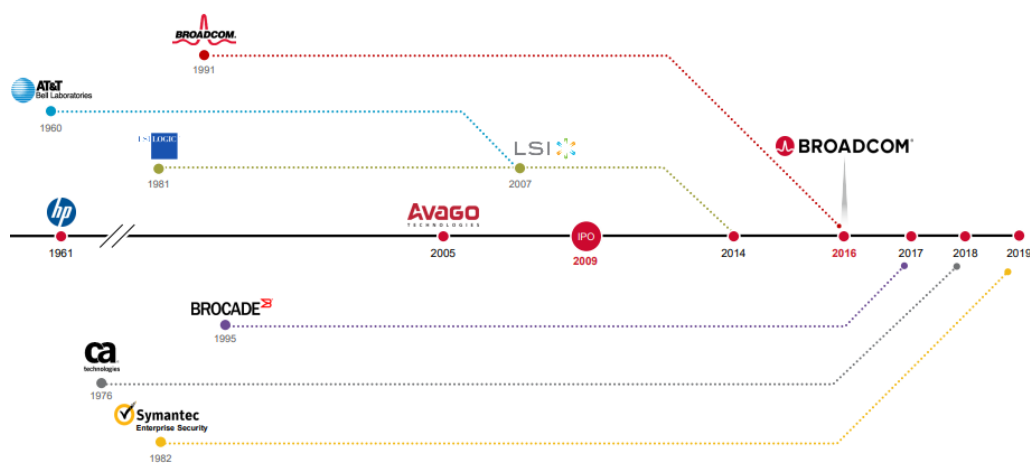 BROADCOM®
1991
AT&T
Bell Laboratories
1960
LSI LOGIC
1981
LSI
2007
BROADCOM®
hp
AVAGO
TECHNOLOGIES
IPO
1961
2005
2009
2014
2016
2017
2018
2019
BROCADE
1995
ca
technologies
1976
Symantec
Enterprise Security
1982